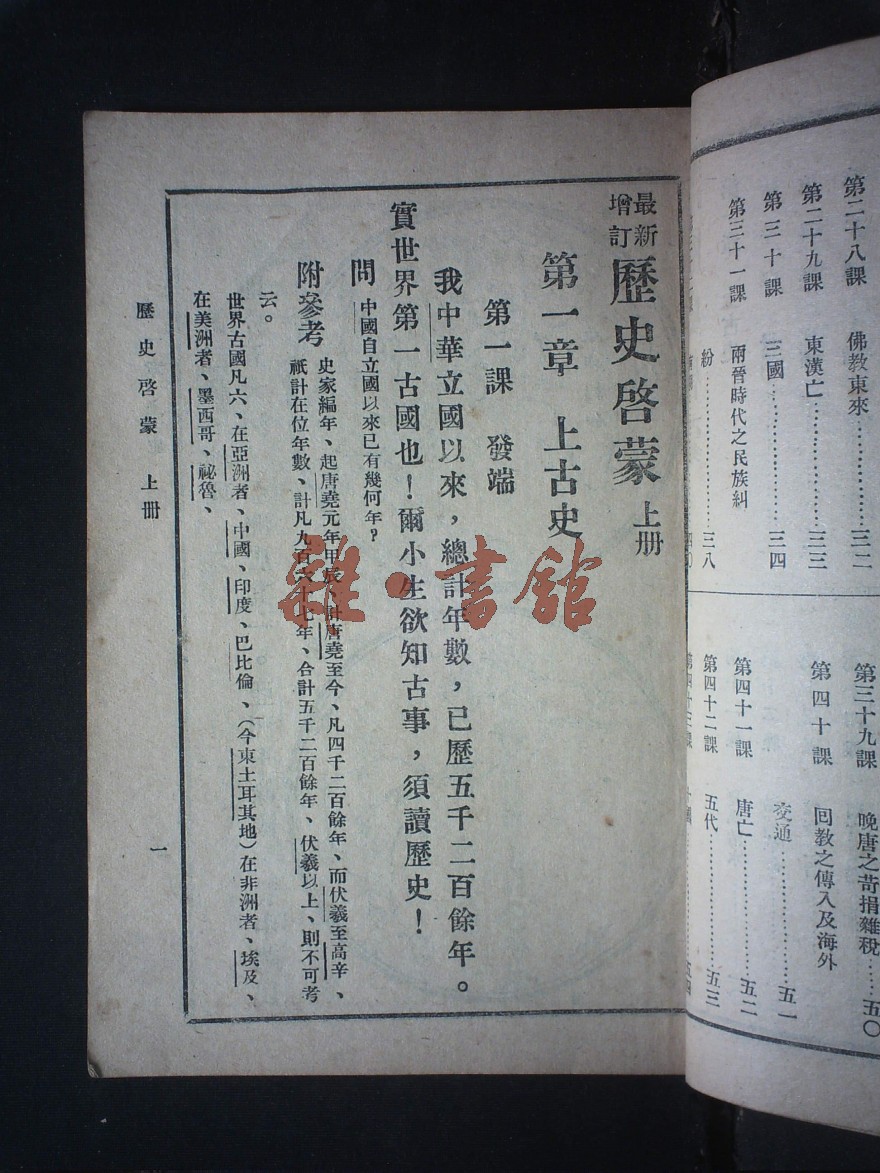 第二十八課　佛教東來……………三二
第二十九課　東漢亡……………三三
第三十課　三國……………三四
第三十一課　兩晉時代之民族糾
紛……………三八
第三十九課　晚唐之苛捐雜稅……五〇
第四十課　回教之傳入及海外
交通……………五一
第四十一課　唐亡……………五二
第四十二課　五代……………五三
最新增訂　歷史啓蒙　上册
第一章　上古史
第一課　發端
我中華立國以來，總計年數，已歷五千二百餘年。
實世界第一古國也！爾小生欲知古事，須讀歷史！
問　中國自立國以來已有幾何年？
附參考　史家編年、起唐堯元年甲辰、計唐堯至今、凡四千二百餘年、而伏羲至高辛、
祇計在位年數、計凡九百六十七年、合計五千二百餘年、伏羲以上、則不可考
云。
世界古國凡六、在亞洲者、中國、印度、巴比倫、（今東土耳其地）在非洲者、埃及、
在美洲者、墨西哥、祕魯、
歷史啓蒙　上册
一
雜·書館